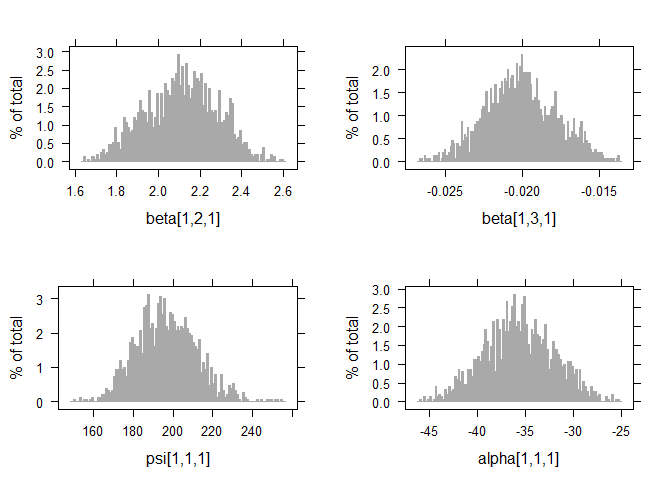 % of total
3.0
2.5
2.0
1.5
1.0
0.5
0.0
1.6 1.8 2.0 2.2 2.4 2.6
beta[1,2,1]
% of total
2.0
1.5
1.0
0.5
0.0
-0.025 -0.020 -0.015
beta[1,3,1]
% of total
3
2
1
0
160 180 200 220 240
psi[1,1,1]
% of total
3.0
2.5
2.0
1.5
1.0
0.5
0.0
-45 -40 -35 -30 -25
alpha[1,1,1]